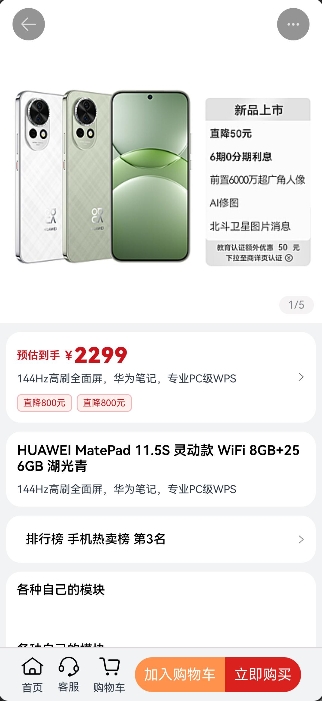 新品上市
直降50元
6期0分期利息
前置6000万超广角人像
AI修图
北斗卫星图片消息
教育认证额外优惠 50 元
下拉至商详页认证
1/5
预估到手 ¥2299
144Hz高刷全面屏，华为笔记，专业PC级WPS
直降800元 直降800元
HUAWEI MatePad 11.5S 灵动款 WiFi 8GB+25
6GB 湖光青
144Hz高刷全面屏，华为笔记，专业PC级WPS
排行榜 手机热卖榜 第3名
各种自己的模块
各种自己的模块
首页 客服 购物车 加入购物车 立即购买